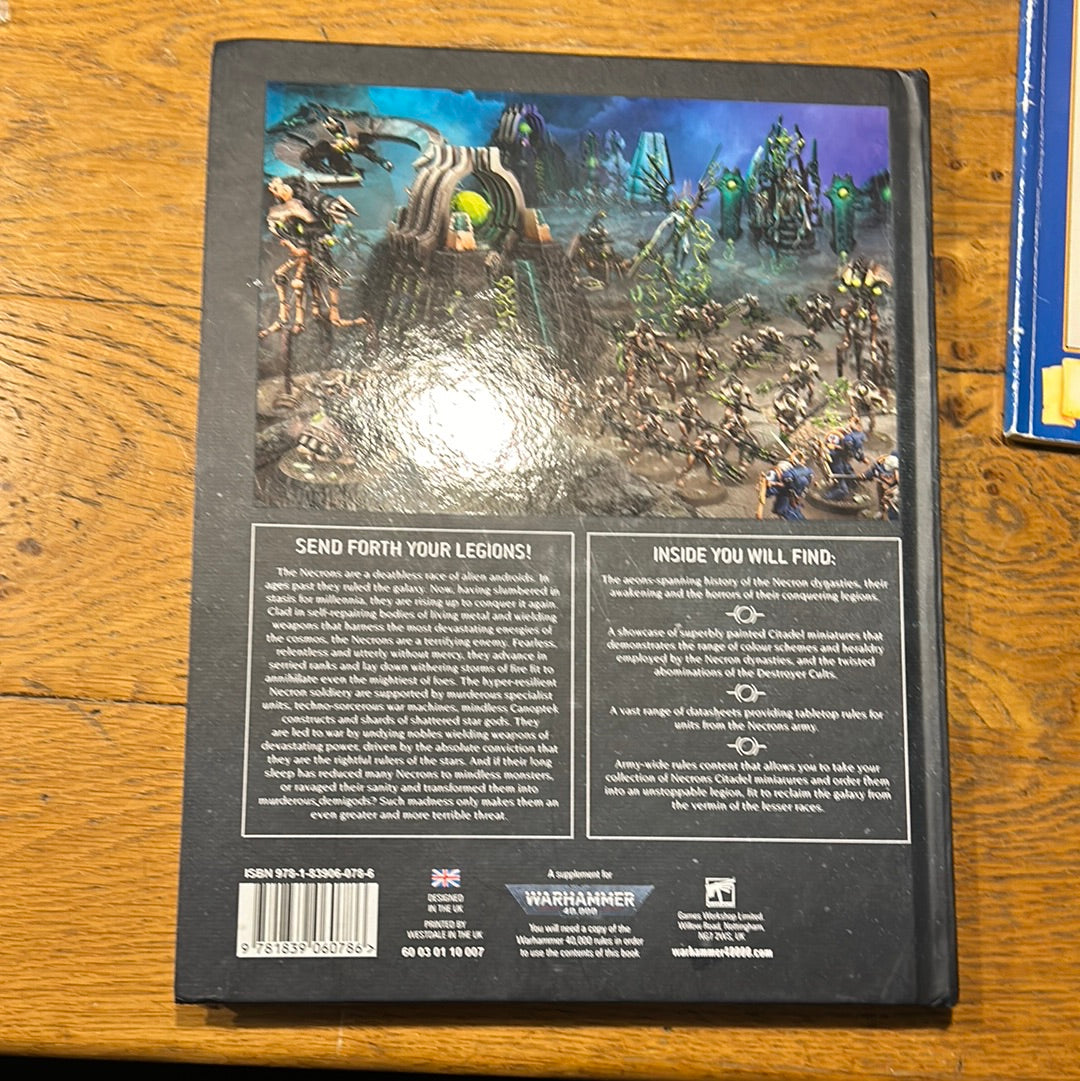 SEND FORTH YOUR LEGIONS!
The Necrons are a deathless race of alien androids. In
ages past they ruled the galaxy. Now, having slumbered in
stasis for millennia, they are rising up to conquer it again.
Clad in self-repairing bodies of living metal and wielding
weapons that harness the most devastating energies of
the cosmos, the Necrons are a terrifying enemy. Fearless,
relentless and utterly without mercy, they advance in
serried ranks and lay down withering storms of fire fit to
annihilate even the mightiest of foes. The hyper-resilient
Necron soldiery are supported by murderous specialist
units, techno-sorcerous war machines, mindless Canoptek
constructs and shards of shattered star gods. They
are led to war by undying nobles wielding weapons of
devastating power, driven by the absolute conviction that
they are the rightful rulers of the stars. And if their long
sleep has reduced many Necrons to mindless monsters,
or ravaged their sanity and transformed them into
murderous demigods? Such madness only makes them an
even greater and more terrible threat.
INSIDE YOU WILL FIND:
The aeons-spanning history of the Necron dynasties, their
awakening and the horrors of their conquering legions.
A showcase of superbly painted Citadel miniatures that
demonstrates the range of colour schemes and heraldry
employed by the Necron dynasties, and the twisted
abominations of the Destroyer Cults.
A vast range of datasheets providing tabletop rules for
units from the Necrons army.
Army-wide rules content that allows you to take your
collection of Necrons Citadel miniatures and order them
into an unstoppable legion, fit to reclaim the galaxy from
the vermin of the lesser races.
ISBN 978-1-83906-078-6
9 781839 060786 >
DESIGNED
IN THE UK
PRINTED BY
WESTDALE IN THE UK
60 03 01 10 007
A supplement for
WARHAMMER
40,000
You will need a copy of the
Warhammer 40,000 rules in order
to use the contents of this book
Games Workshop Limited,
Willow Road, Nottingham,
NG7 2WS, UK
warhammer40000.com